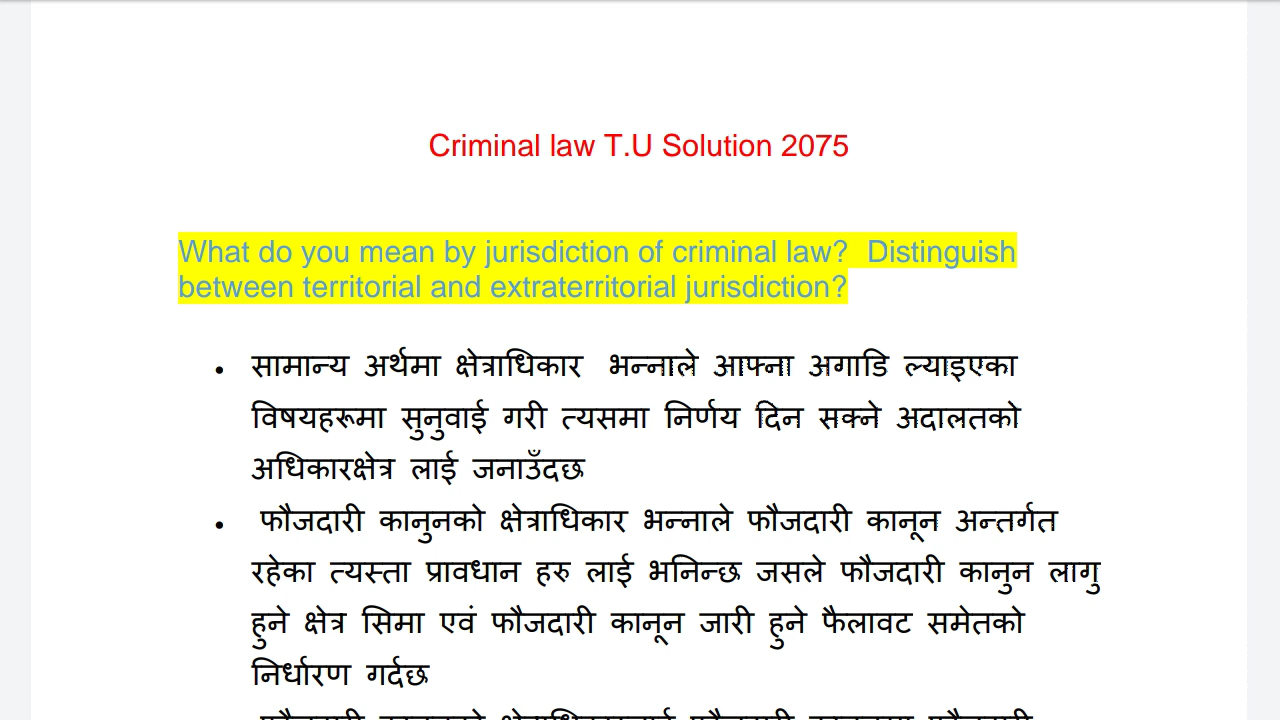 Criminal law T.U Solution 2075
What do you mean by jurisdiction of criminal law?  Distinguish
between territorial and extraterritorial jurisdiction?
• सामान्य अर्थमा क्षेत्राधिकार  भन्नाले आफ्ना अगाडि ल्याइएका
विषयहरूमा सुनुवाई गरी त्यसमा निर्णय दिन सक्ने अदालतको
अधिकारक्षेत्र लाई जनाउँदछ
• फौजदारी कानुनको क्षेत्राधिकार भन्नाले फौजदारी कानून अन्तर्गत
रहेका त्यस्ता प्रावधान हरु लाई भनिन्छ जसले फौजदारी कानुन लागु
हुने क्षेत्र सिमा एवं फौजदारी कानून जारी हुने फैलावट समेतको
निर्धारण गर्दछ